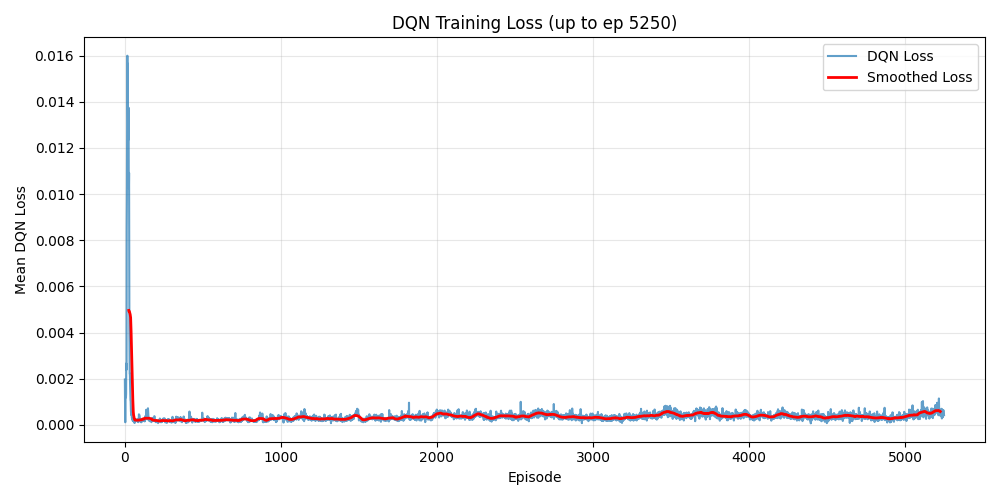 DQN Training Loss (up to ep 5250)
DQN Loss
Smoothed Loss
Mean DQN Loss
0.016
0.014
0.012
0.010
0.008
0.006
0.004
0.002
0.000
0 1000 2000 3000 4000 5000
Episode